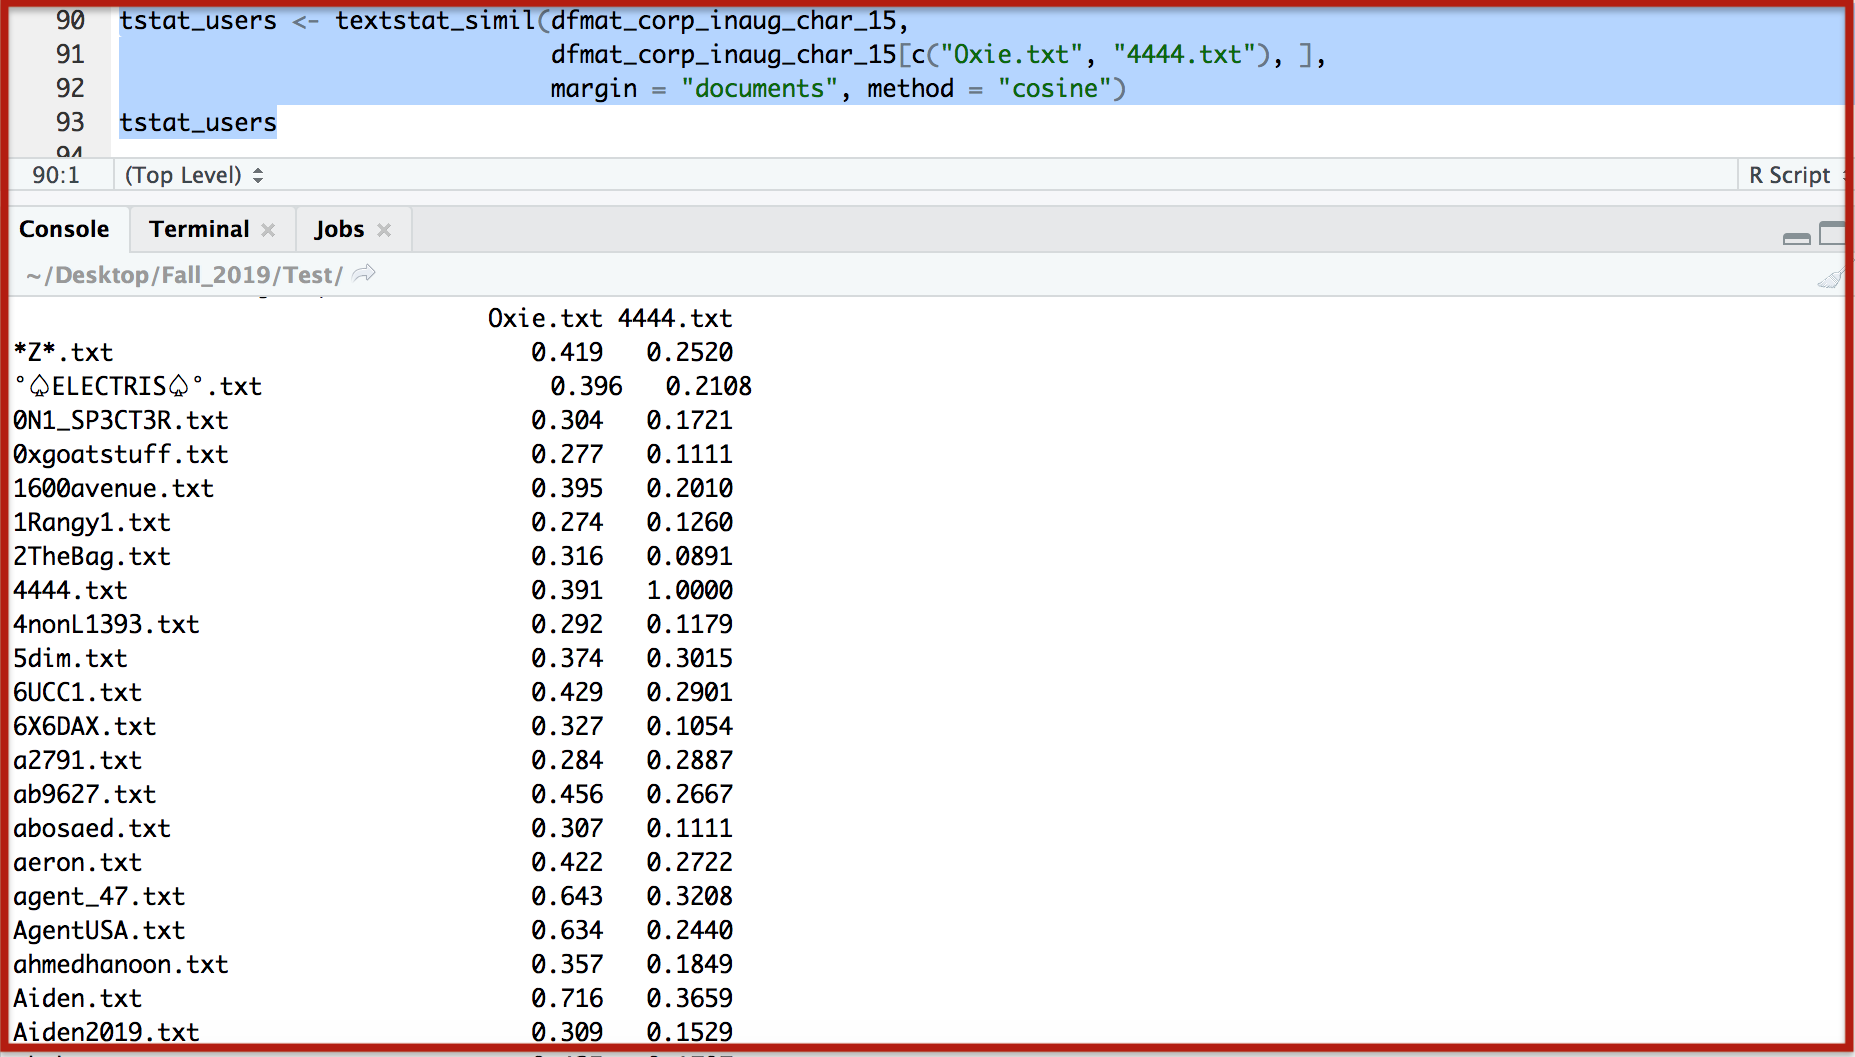 90 tstat_users <- textstat_simil(dfmat_corp_inaug_char_15,
91 dfmat_corp_inaug_char_15[c("Oxie.txt", "4444.txt"), ],
92 margin = "documents", method = "cosine")
93 tstat_users
94
90:1 (Top Level) R Script
Console Terminal Jobs
~/Desktop/Fall_2019/Test/
Oxie.txt 4444.txt
*Z*.txt 0.419 0.2520
°♤ELECTRIS♤°.txt 0.396 0.2108
0N1_SP3CT3R.txt 0.304 0.1721
0xgoatstuff.txt 0.277 0.1111
1600avenue.txt 0.395 0.2010
1Rangy1.txt 0.274 0.1260
2TheBag.txt 0.316 0.0891
4444.txt 0.391 1.0000
4nonL1393.txt 0.292 0.1179
5dim.txt 0.374 0.3015
6UCC1.txt 0.429 0.2901
6X6DAX.txt 0.327 0.1054
a2791.txt 0.284 0.2887
ab9627.txt 0.456 0.2667
abosaed.txt 0.307 0.1111
aeron.txt 0.422 0.2722
agent_47.txt 0.643 0.3208
AgentUSA.txt 0.634 0.2440
ahmedhanoon.txt 0.357 0.1849
Aiden.txt 0.716 0.3659
Aiden2019.txt 0.309 0.1529